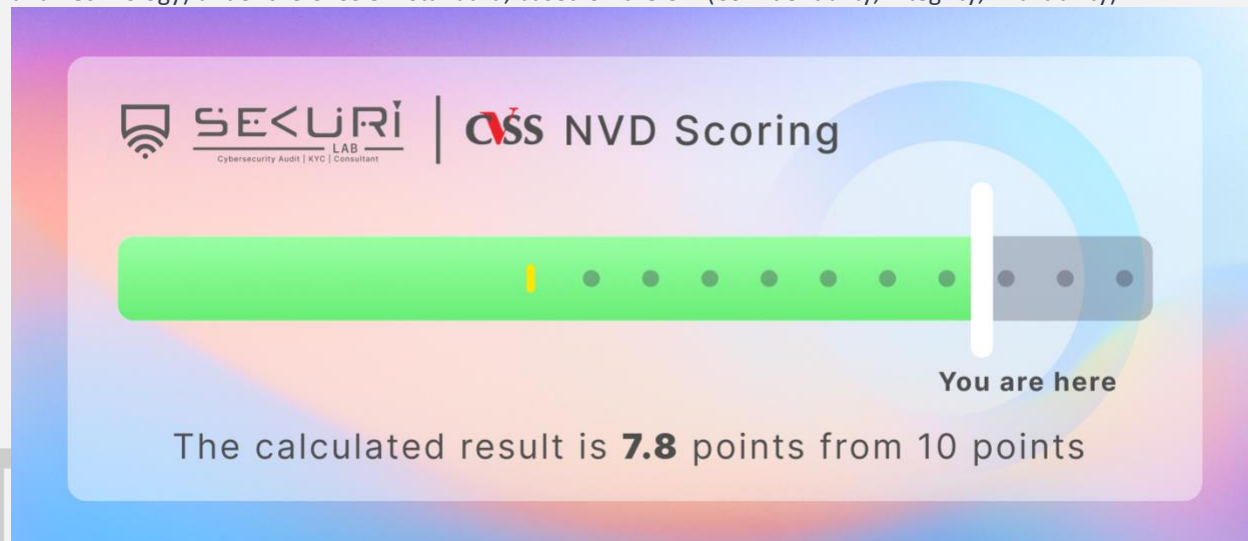 SECURI
LAB
Cybersecurity Audit | KYC | Consultant
CVSS NVD Scoring
You are here
The calculated result is 7.8 points from 10 points